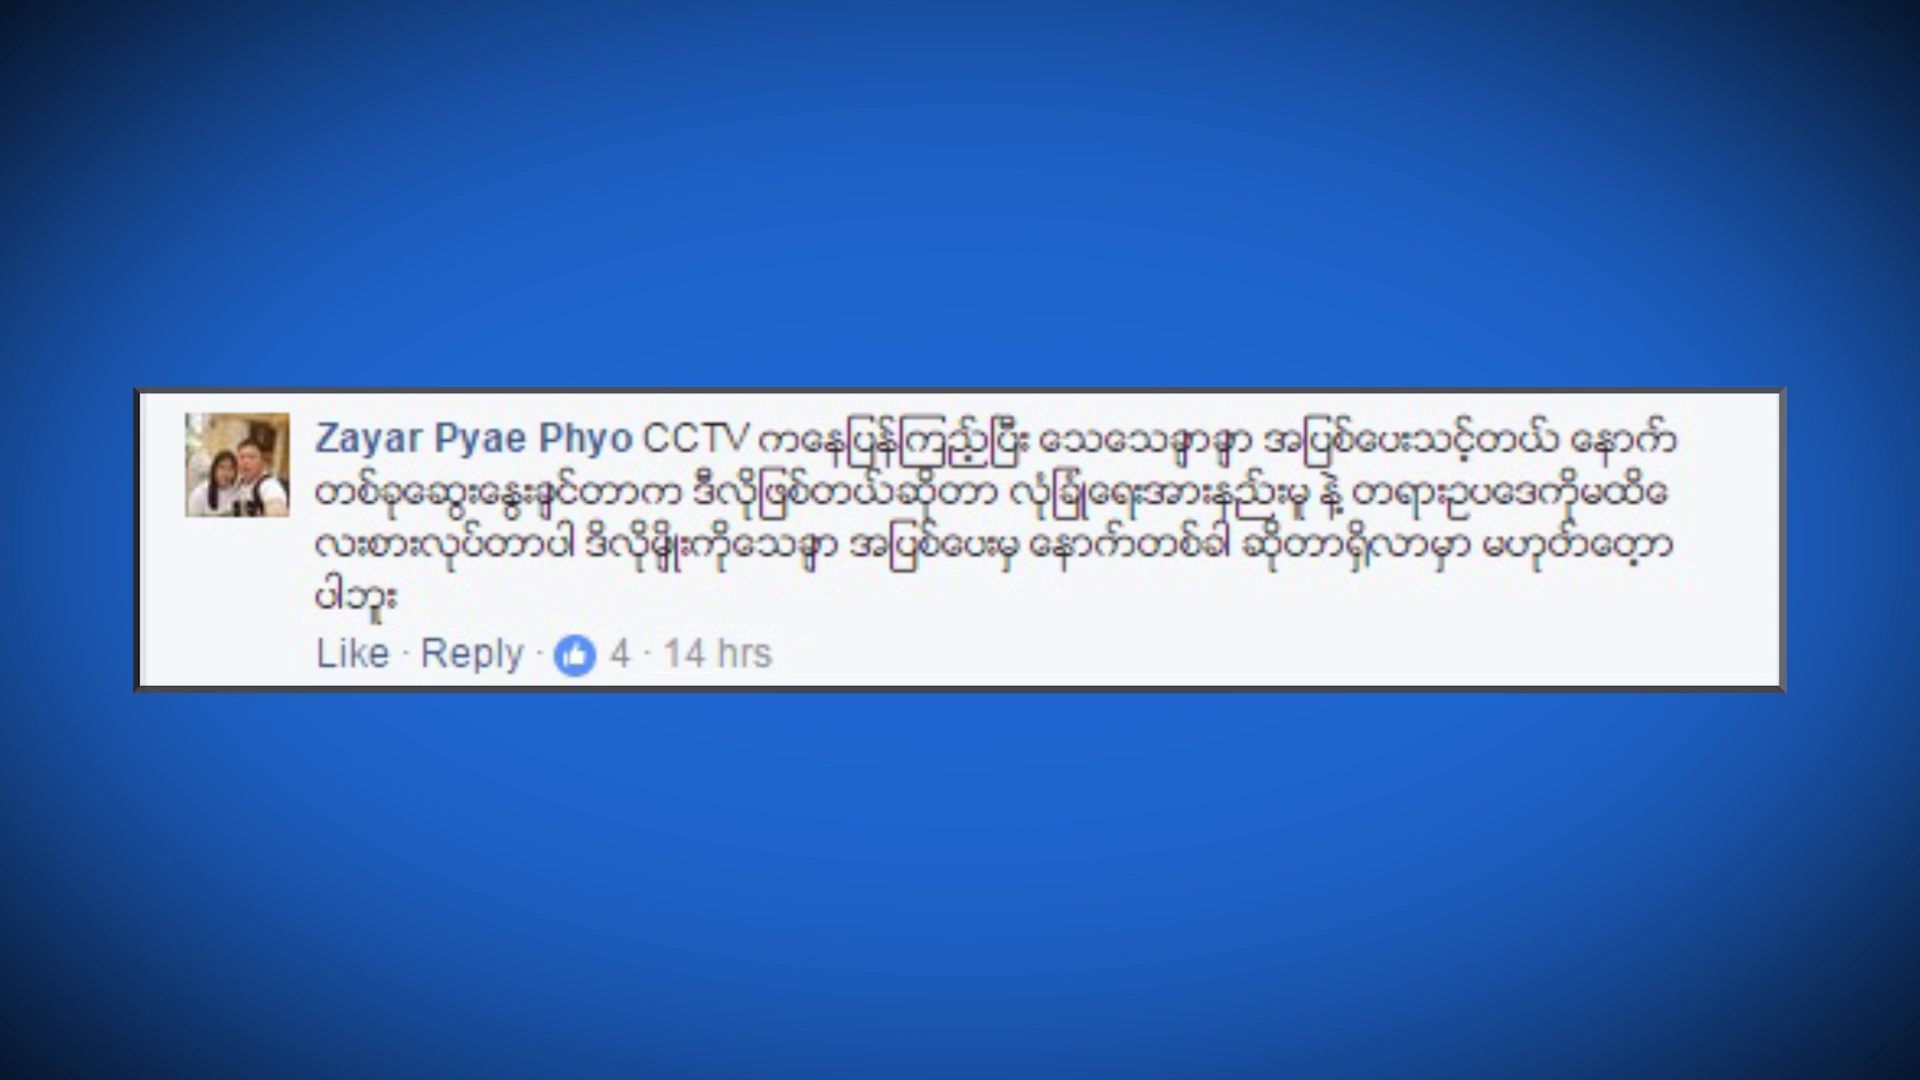 Zayar Pyae Phyo CCTV ကနေပြန်ကြည့်ပြီး သေသေချာချာ အပြစ်ပေးသင့်တယ် နောက်
တစ်ခုဆွေးနွေးချင်တာက ဒီလိုဖြစ်တယ်ဆိုတာ လုံခြုံရေးအားနည်းမူ နဲ့ တရားဥပဒေကိုမထိ‌ေ
လးစားလုပ်တာပါ ဒိလိုမျိုးကိုသေချာ အပြစ်ပေးမှ နောက်တစ်ခါ ဆိုတာရှိလာမှာ မဟုတ်တော့
ပါဘူး
Like · Reply · 4 · 14 hrs